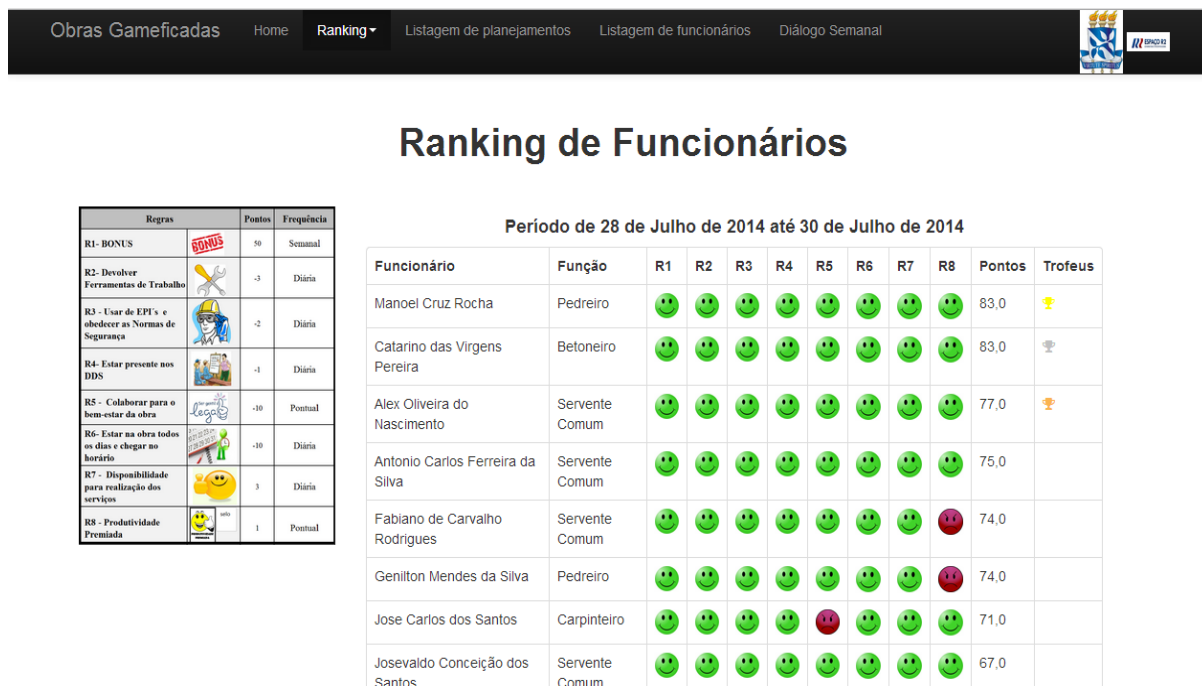 Obras Gameficadas Home Ranking Listagem de planejamentos Listagem de funcionários Diálogo Semanal
ESPAÇO R2
Ranking de Funcionários
Regras Pontos Frequência
R1- BONUS BONUS 50 Semanal
R2- Devolver
Ferramentas de Trabalho -3 Diária
R3 - Usar de EPI´s e
obedecer as Normas de
Segurança -2 Diária
R4- Estar presente nos
DDS -1 Diária
R5 - Colaborar para o
bem-estar da obra legal -10 Pontual
R6- Estar na obra todos
os dias e chegar no
horário -10 Diária
R7 - Disponibilidade
para realização dos
serviços 3 Diária
R8 - Produtividade
Premiada selo 1 Pontual
Período de 28 de Julho de 2014 até 30 de Julho de 2014
Funcionário Função R1 R2 R3 R4 R5 R6 R7 R8 Pontos Trofeus
Manoel Cruz Rocha Pedreiro 83,0
Catarino das Virgens
Pereira Betoneiro 83,0
Alex Oliveira do
Nascimento Servente
Comum 77,0
Antonio Carlos Ferreira da
Silva Servente
Comum 75,0
Fabiano de Carvalho
Rodrigues Servente
Comum 74,0
Genilton Mendes da Silva Pedreiro 74,0
Jose Carlos dos Santos Carpinteiro 71,0
Josevaldo Conceição dos
Santos Servente
Comum 67,0